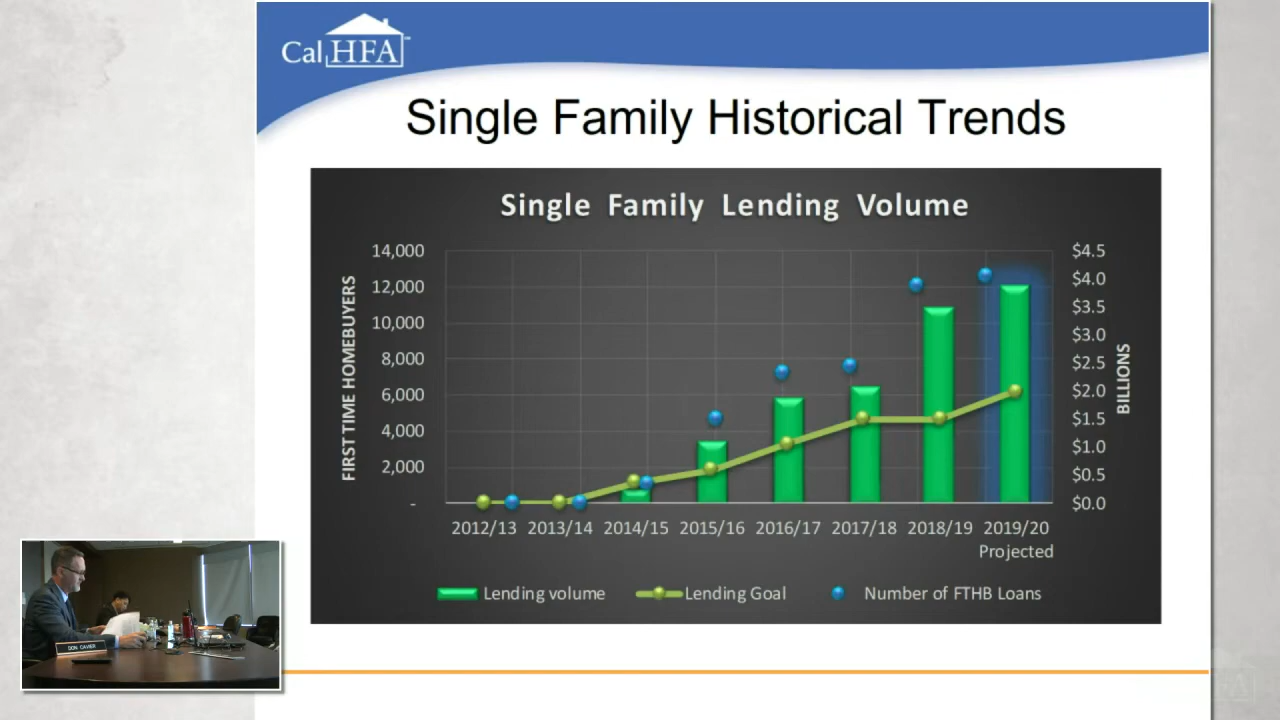 Cal HFA
Single Family Historical Trends
Single Family Lending Volume
FIRST TIME HOMEBUYERS
14,000
12,000
10,000
8,000
6,000
4,000
2,000
-
$4.5
$4.0
$3.5
$3.0
$2.5
$2.0
$1.5
$1.0
$0.5
$0.0
BILLIONS
2012/13 2013/14 2014/15 2015/16 2016/17 2017/18 2018/19 2019/20
Projected
Lending volume Lending Goal Number of FTHB Loans
DON CAVIER